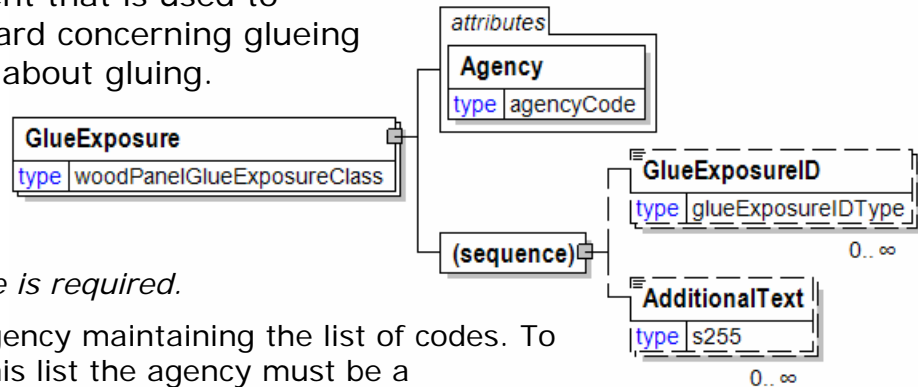 ent that is used to
ard concerning glueing
about gluing.
attributes
Agency
type agencyCode
GlueExposure
type woodPanelGlueExposureClass
GlueExposureID
type glueExposureIDType
0.. ∞
(sequence)
AdditionalText
type s255
0.. ∞
e is required.
gency maintaining the list of codes. To
his list the agency must be a